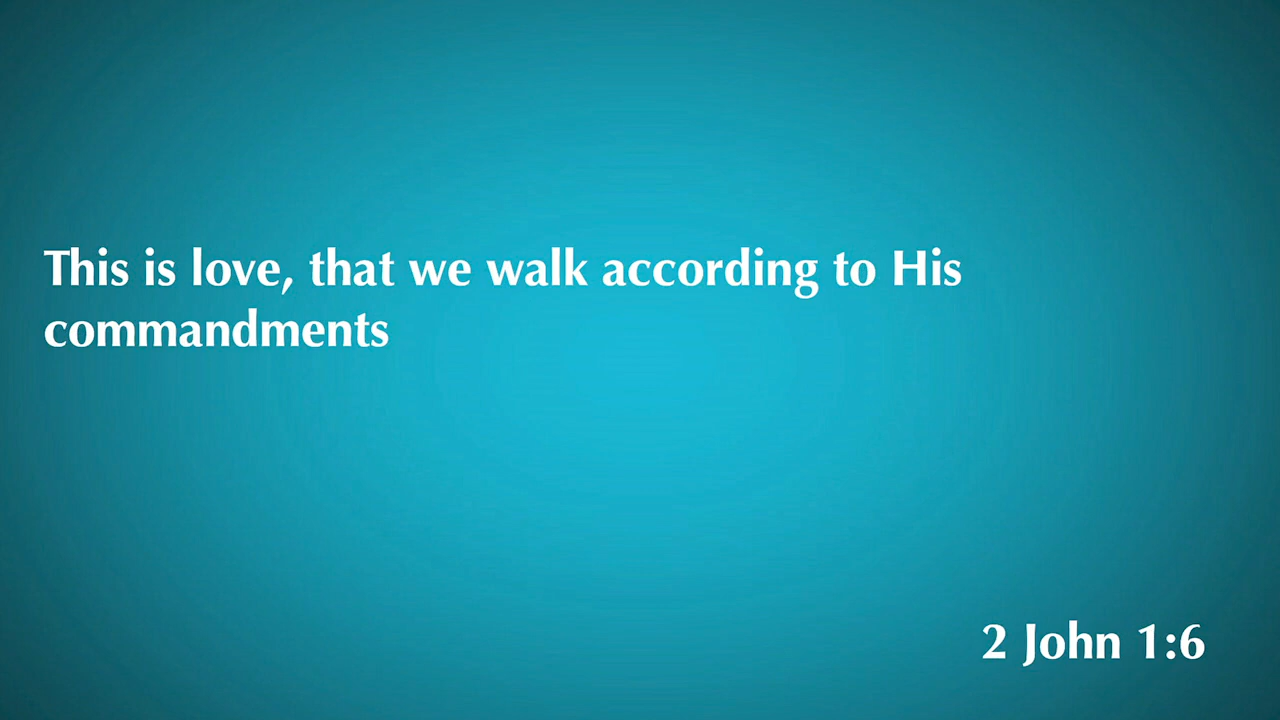 This is love, that we walk according to His
commandments
2 John 1:6